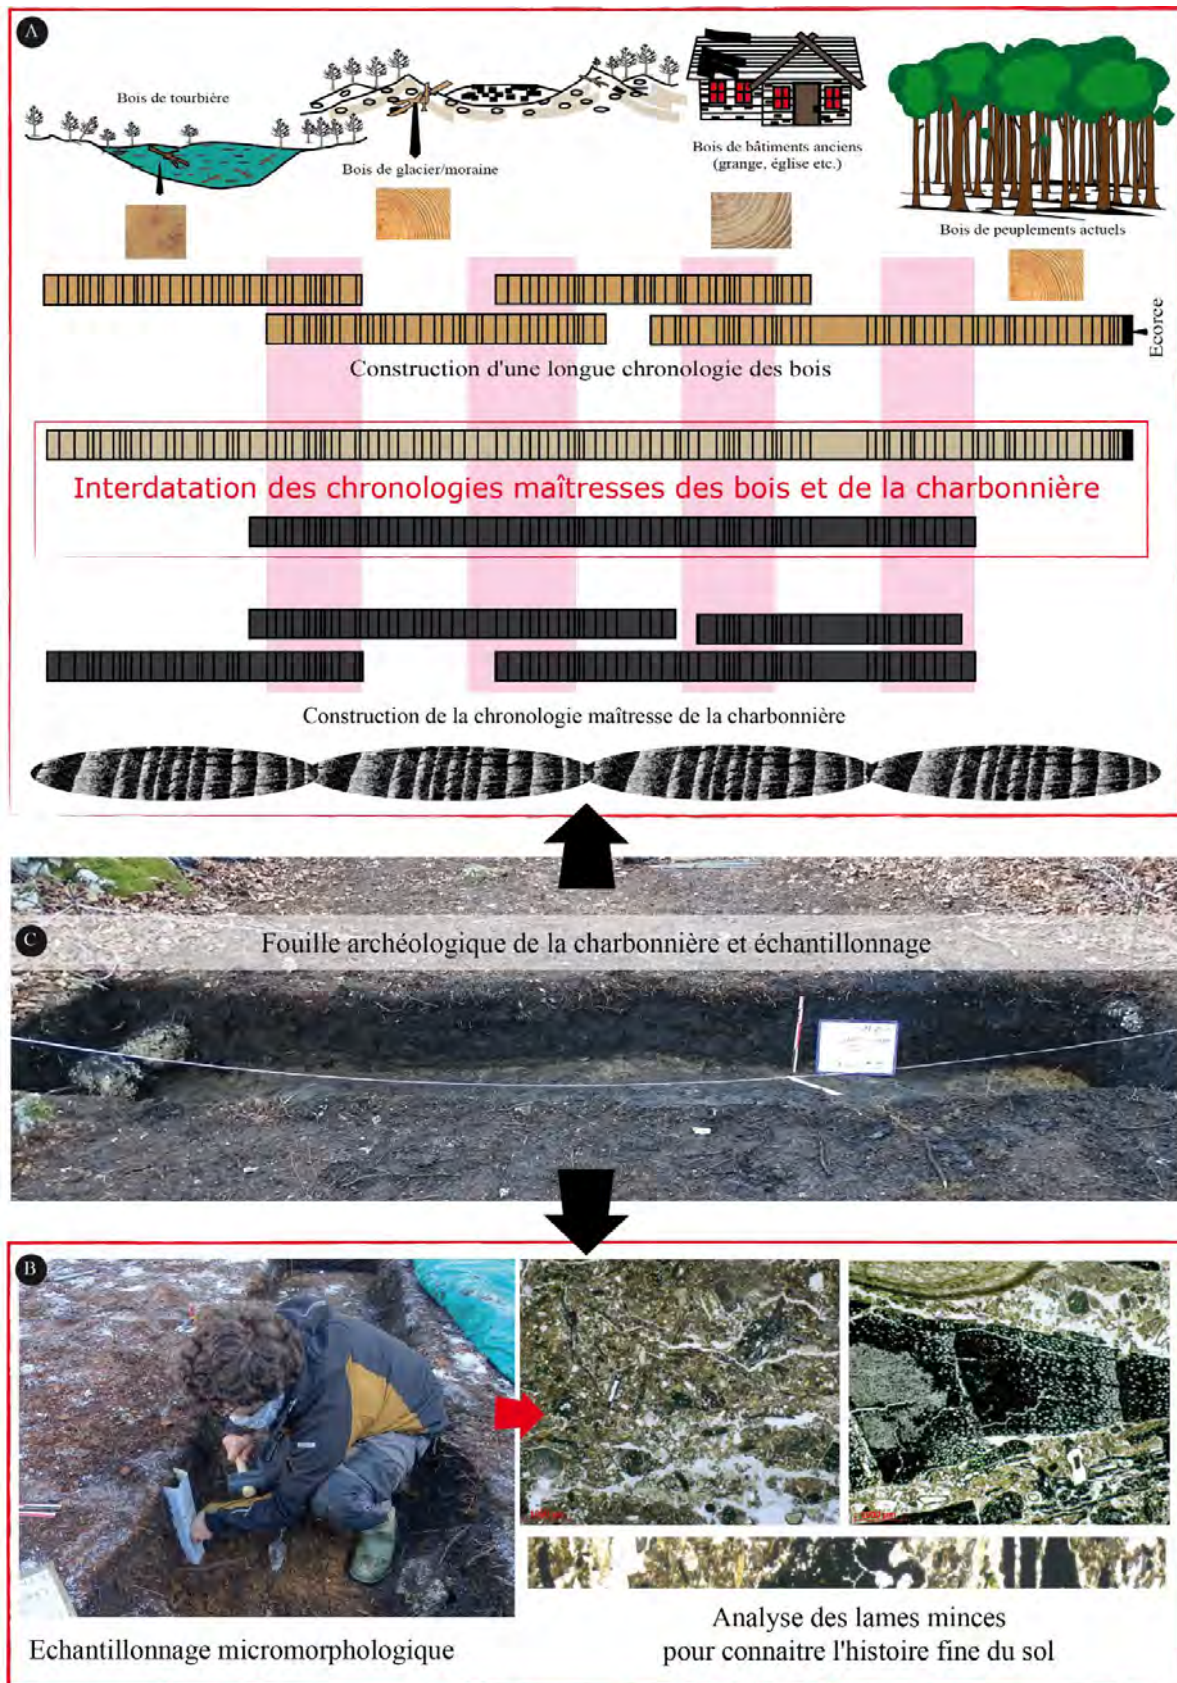 A
Bois de tourbière
Bois de glacier/moraine
Bois de bâtiments anciens
(grange, église etc.)
Bois de peuplements actuels
Ecorce
Construction d'une longue chronologie des bois
Interdatation des chronologies maîtresses des bois et de la charbonnière
Construction de la chronologie maîtresse de la charbonnière
C
Fouille archéologique de la charbonnière et échantillonnage
B
Echantillonnage micromorphologique
Analyse des lames minces
pour connaitre l'histoire fine du sol